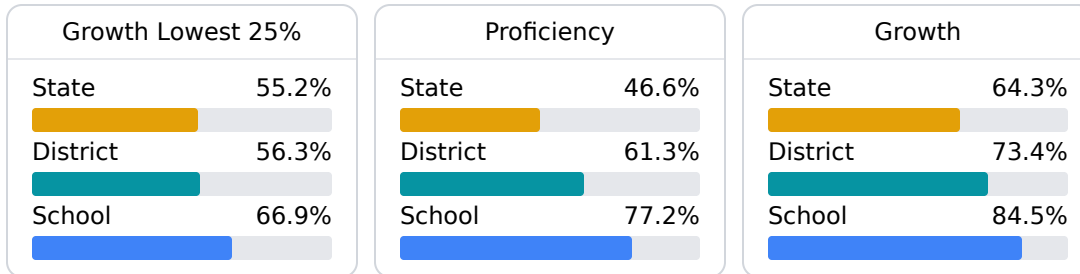 Growth Lowest 25%
State 55.2%
District 56.3%
School 66.9%
Proficiency
State 46.6%
District 61.3%
School 77.2%
Growth
State 64.3%
District 73.4%
School 84.5%